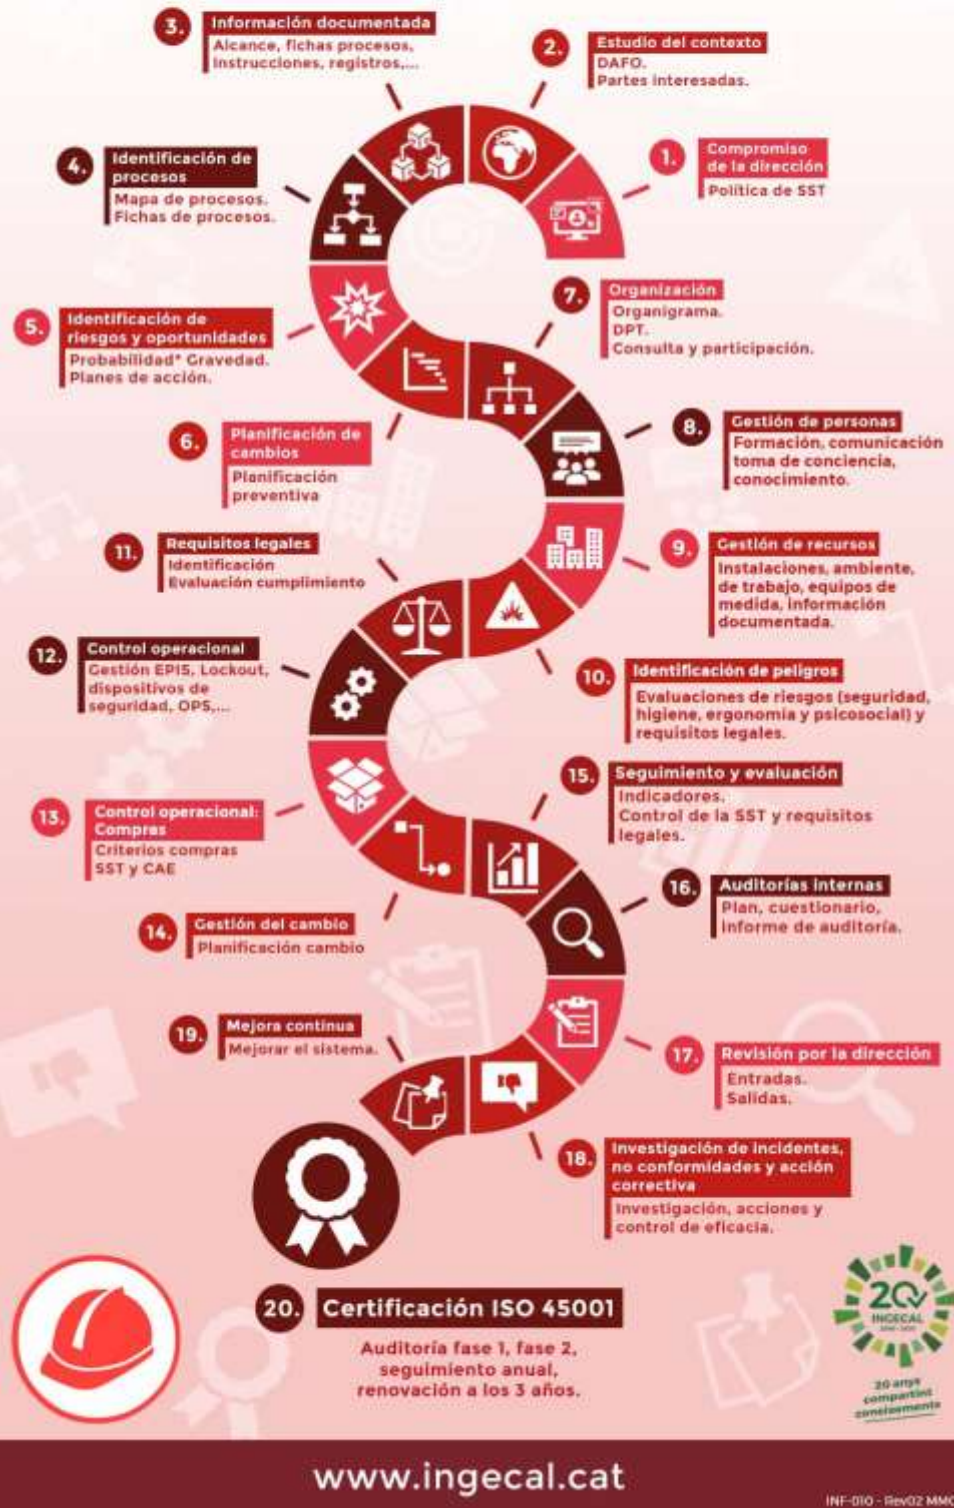 3. Información documentada
Alcance, fichas procesos,
Instrucciones, registros,...
2. Estudio del contexto
DAFO.
Partes interesadas.
1. Compromiso
de la dirección
Política de SST
4. Identificación de
procesos
Mapa de procesos.
Fichas de procesos.
7. Organización
Organigrama.
DPT.
Consulta y participación.
5. Identificación de
riesgos y oportunidades
Probabilidad* Gravedad.
Planes de acción.
6. Planificación de
cambios
Planificación
preventiva
8. Gestión de personas
Formación, comunicación
toma de conciencia,
conocimiento.
11. Requisitos legales
Identificación
Evaluación cumplimiento
9. Gestión de recursos
Instalaciones, ambiente,
de trabajo, equipos de
medida, información
documentada.
12. Control operacional
Gestión EPIS, Lockout,
dispositivos de
seguridad, OPS,...
10. Identificación de peligros
Evaluaciones de riesgos (seguridad,
higiene, ergonomía y psicosocial) y
requisitos legales.
15. Seguimiento y evaluación
Indicadores.
Control de la SST y requisitos
legales.
13. Control operacional:
Compras
Criterios compras
SST y CAE
16. Auditorías internas
Plan, cuestionario,
informe de auditoría.
14. Gestión del cambio
Planificación cambio
19. Mejora continua
Mejorar el sistema.
17. Revisión por la dirección
Entradas.
Salidas.
18. Investigación de incidentes,
no conformidades y acción
correctiva
Investigación, acciones y
control de eficacia.
20. Certificación ISO 45001
Auditoría fase 1, fase 2,
seguimiento anual,
renovación a los 3 años.
20
INGECAL
20 anys
compartint
coneixements
www.ingecal.cat
INF-010 - Rev02 MMC